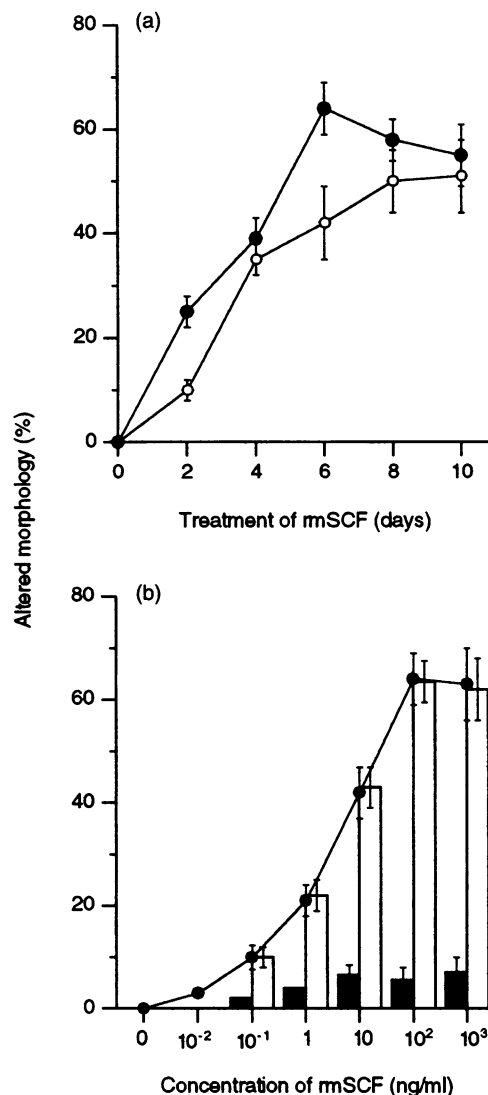 (a)
80
60
40
20
0
0 2 4 6 8 10
Treatment of rmSCF (days)
Altered morphology (%)
(b)
80
60
40
20
0
0 10⁻² 10⁻¹ 1 10 10² 10³
Concentration of rmSCF (ng/ml)